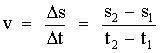 v = Δs / Δt = s₂ - s₁ / t₂ - t₁